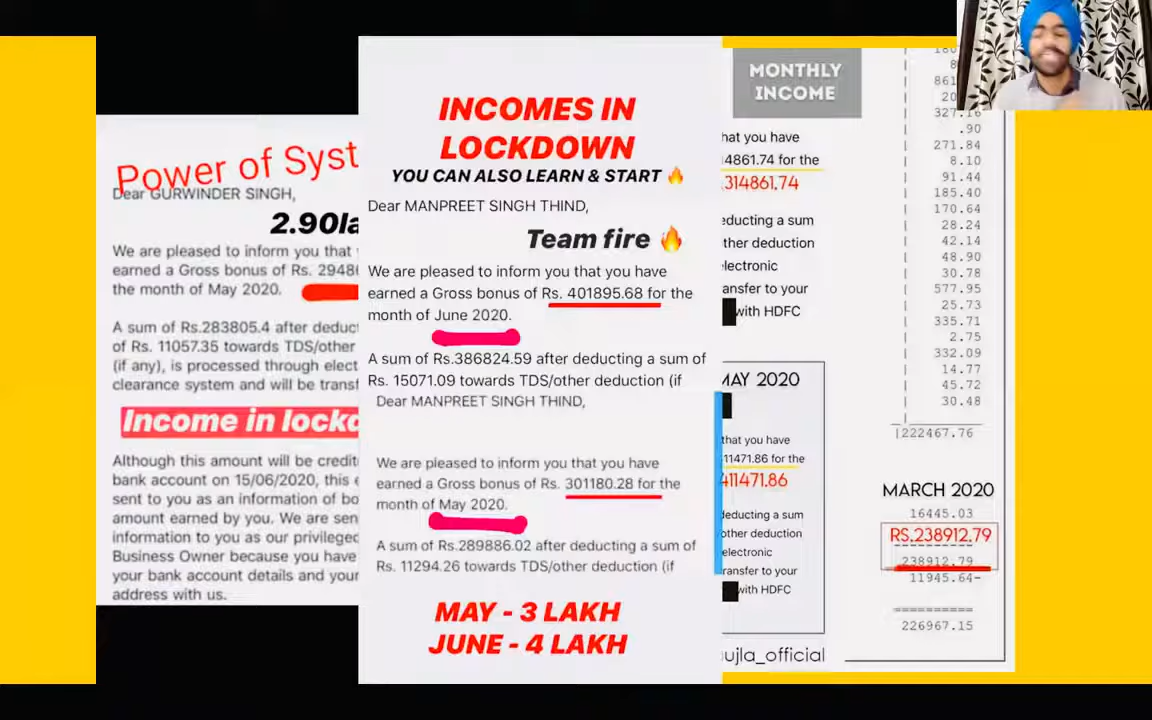 Power of Syst
Dear GURWINDER SINGH,
2.90la
We are pleased to inform you that
earned a Gross bonus of Rs. 2948
the month of May 2020.
A sum of Rs.283805.4 after deduct
of Rs. 11057.35 towards TDS/other
(if any), is processed through elect
clearance system and will be transf
Income in lockd
Although this amount will be credit
bank account on 15/06/2020, this e
sent to you as an information of bo
amount earned by you. We are sen
information to you as our privileged
Business Owner because you have
your bank account details and your
address with us.
INCOMES IN
LOCKDOWN
YOU CAN ALSO LEARN & START 🔥
Dear MANPREET SINGH THIND,
Team fire 🔥
We are pleased to inform you that you have
earned a Gross bonus of Rs. 401895.68 for the
month of June 2020.
A sum of Rs.386824.59 after deducting a sum of
Rs. 15071.09 towards TDS/other deduction (if
Dear MANPREET SINGH THIND,
We are pleased to inform you that you have
earned a Gross bonus of Rs. 301180.28 for the
month of May 2020.
A sum of Rs.289886.02 after deducting a sum of
Rs. 11294.26 towards TDS/other deduction (if
MAY - 3 LAKH
JUNE - 4 LAKH
MONTHLY
INCOME
hat you have
14861.74 for the
314861.74
educting a sum
ther deduction
lectronic
ransfer to your
with HDFC
MAY 2020
that you have
11471.86 for the
411471.86
deducting a sum
other deduction
electronic
transfer to your
with HDFC
ujla_official
861
20
327.16
.90
271.84
8.10
91.44
185.40
170.64
28.24
42.14
48.90
30.78
577.95
25.73
335.71
2.75
332.09
14.77
45.72
30.48
222467.76
MARCH 2020
16445.03
RS.238912.79
238912.79
11945.64-
==========
226967.15